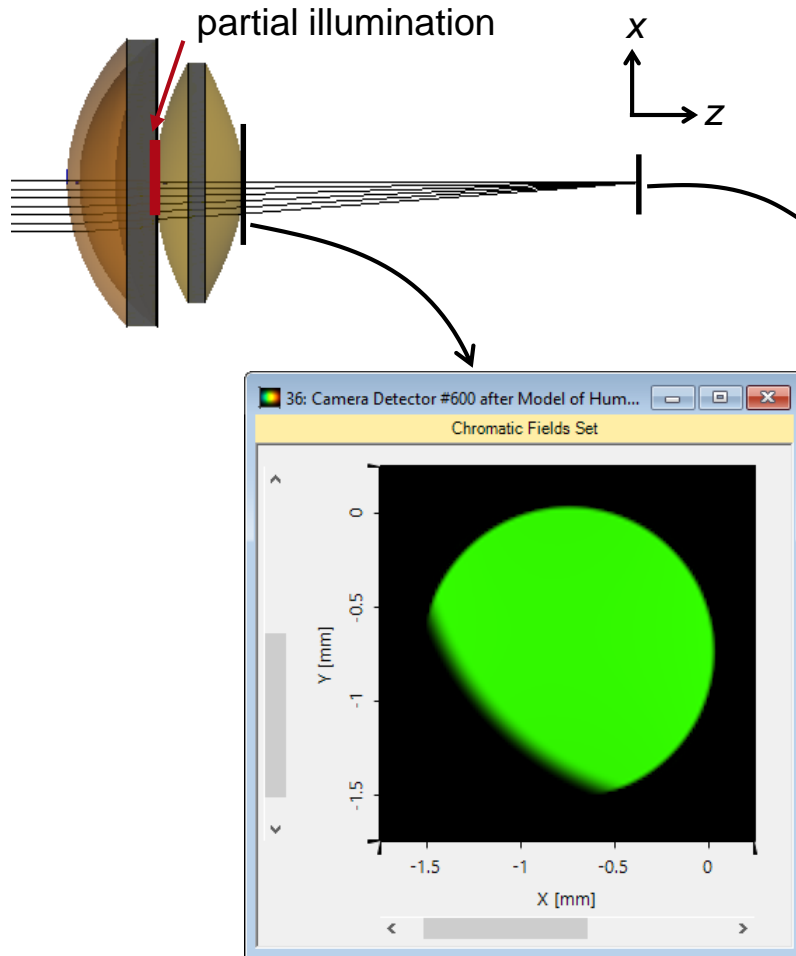 partial illumination
x
z
36: Camera Detector #600 after Model of Hum...
Chromatic Fields Set
0
-0.5
-1
-1.5
Y [mm]
-1.5
-1
-0.5
0
X [mm]